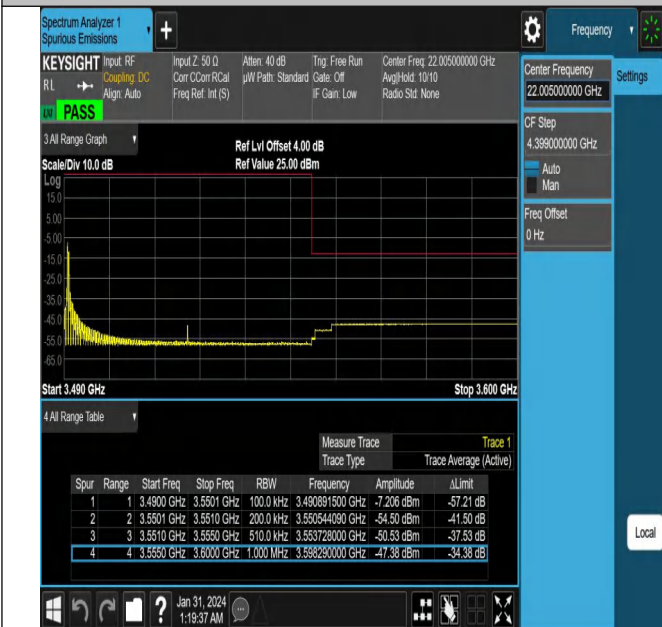 Spectrum Analyzer 1
Spurious Emissions
+
Frequency
KEYSIGHT Input: RF Input Z: 50 Ω Atten: 40 dB Trig: Free Run Center Freq: 22.005000000 GHz
RL Coupling: DC Corr CCorr RCal µW Path: Standard Gate: Off Avg|Hold: 10/10
Align: Auto Freq Ref: Int (S) IF Gain: Low Radio Std: None
PASS
Center Frequency
22.005000000 GHz
Settings
CF Step
4.399000000 GHz
Auto
Man
Freq Offset
0 Hz
3 All Range Graph
Ref Lvl Offset 4.00 dB
Scale/Div 10.0 dB Ref Value 25.00 dBm
Log
15.0
5.00
-5.00
-15.0
-25.0
-35.0
-45.0
-55.0
-65.0
Start 3.490 GHz Stop 3.600 GHz
4 All Range Table
Measure Trace Trace 1
Trace Type Trace Average (Active)
Spur Range Start Freq Stop Freq RBW Frequency Amplitude ΔLimit
1 1 3.4900 GHz 3.5501 GHz 100.0 kHz 3.490891500 GHz -7.206 dBm -57.21 dB
2 2 3.5501 GHz 3.5510 GHz 200.0 kHz 3.550544090 GHz -54.50 dBm -41.50 dB
3 3 3.5510 GHz 3.5550 GHz 510.0 kHz 3.553728000 GHz -50.53 dBm -37.53 dB
4 4 3.5550 GHz 3.6000 GHz 1.000 MHz 3.598290000 GHz -47.38 dBm -34.38 dB
Local
?
Jan 31, 2024
1:19:37 AM